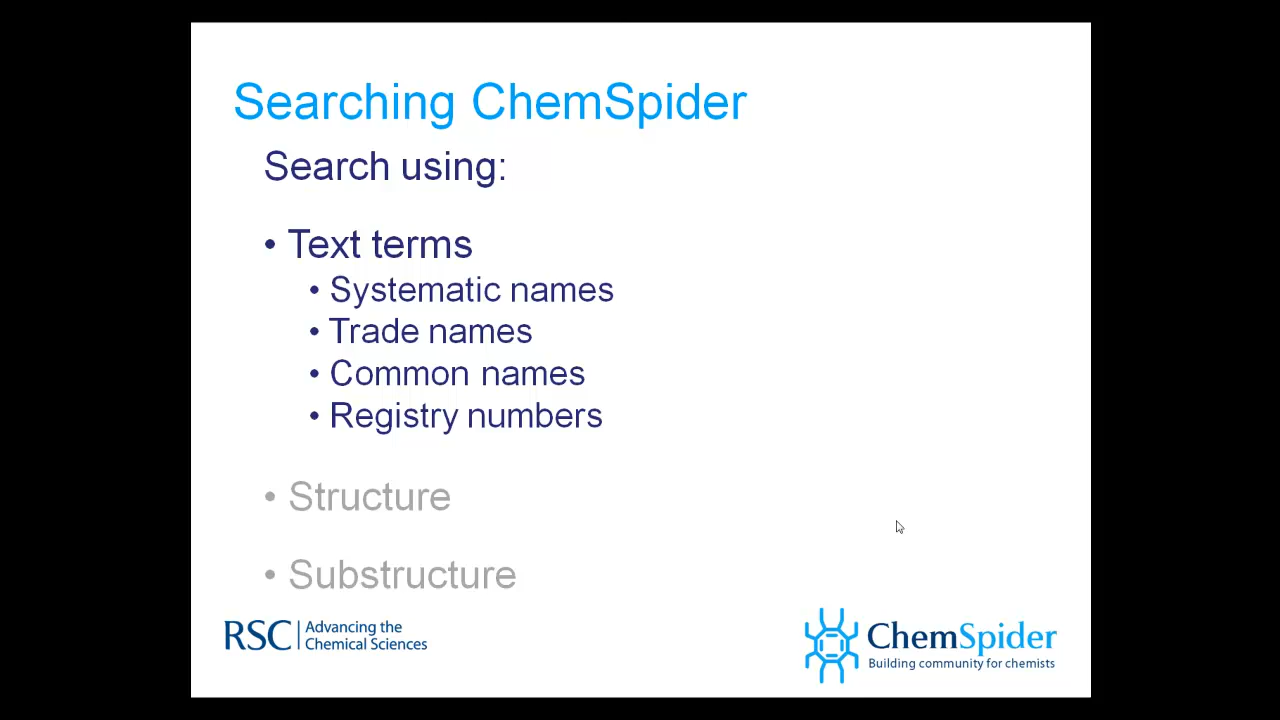 Searching ChemSpider
Search using:
• Text terms
• Systematic names
• Trade names
• Common names
• Registry numbers
• Structure
• Substructure
RSC | Advancing the
Chemical Sciences
ChemSpider
Building community for chemists